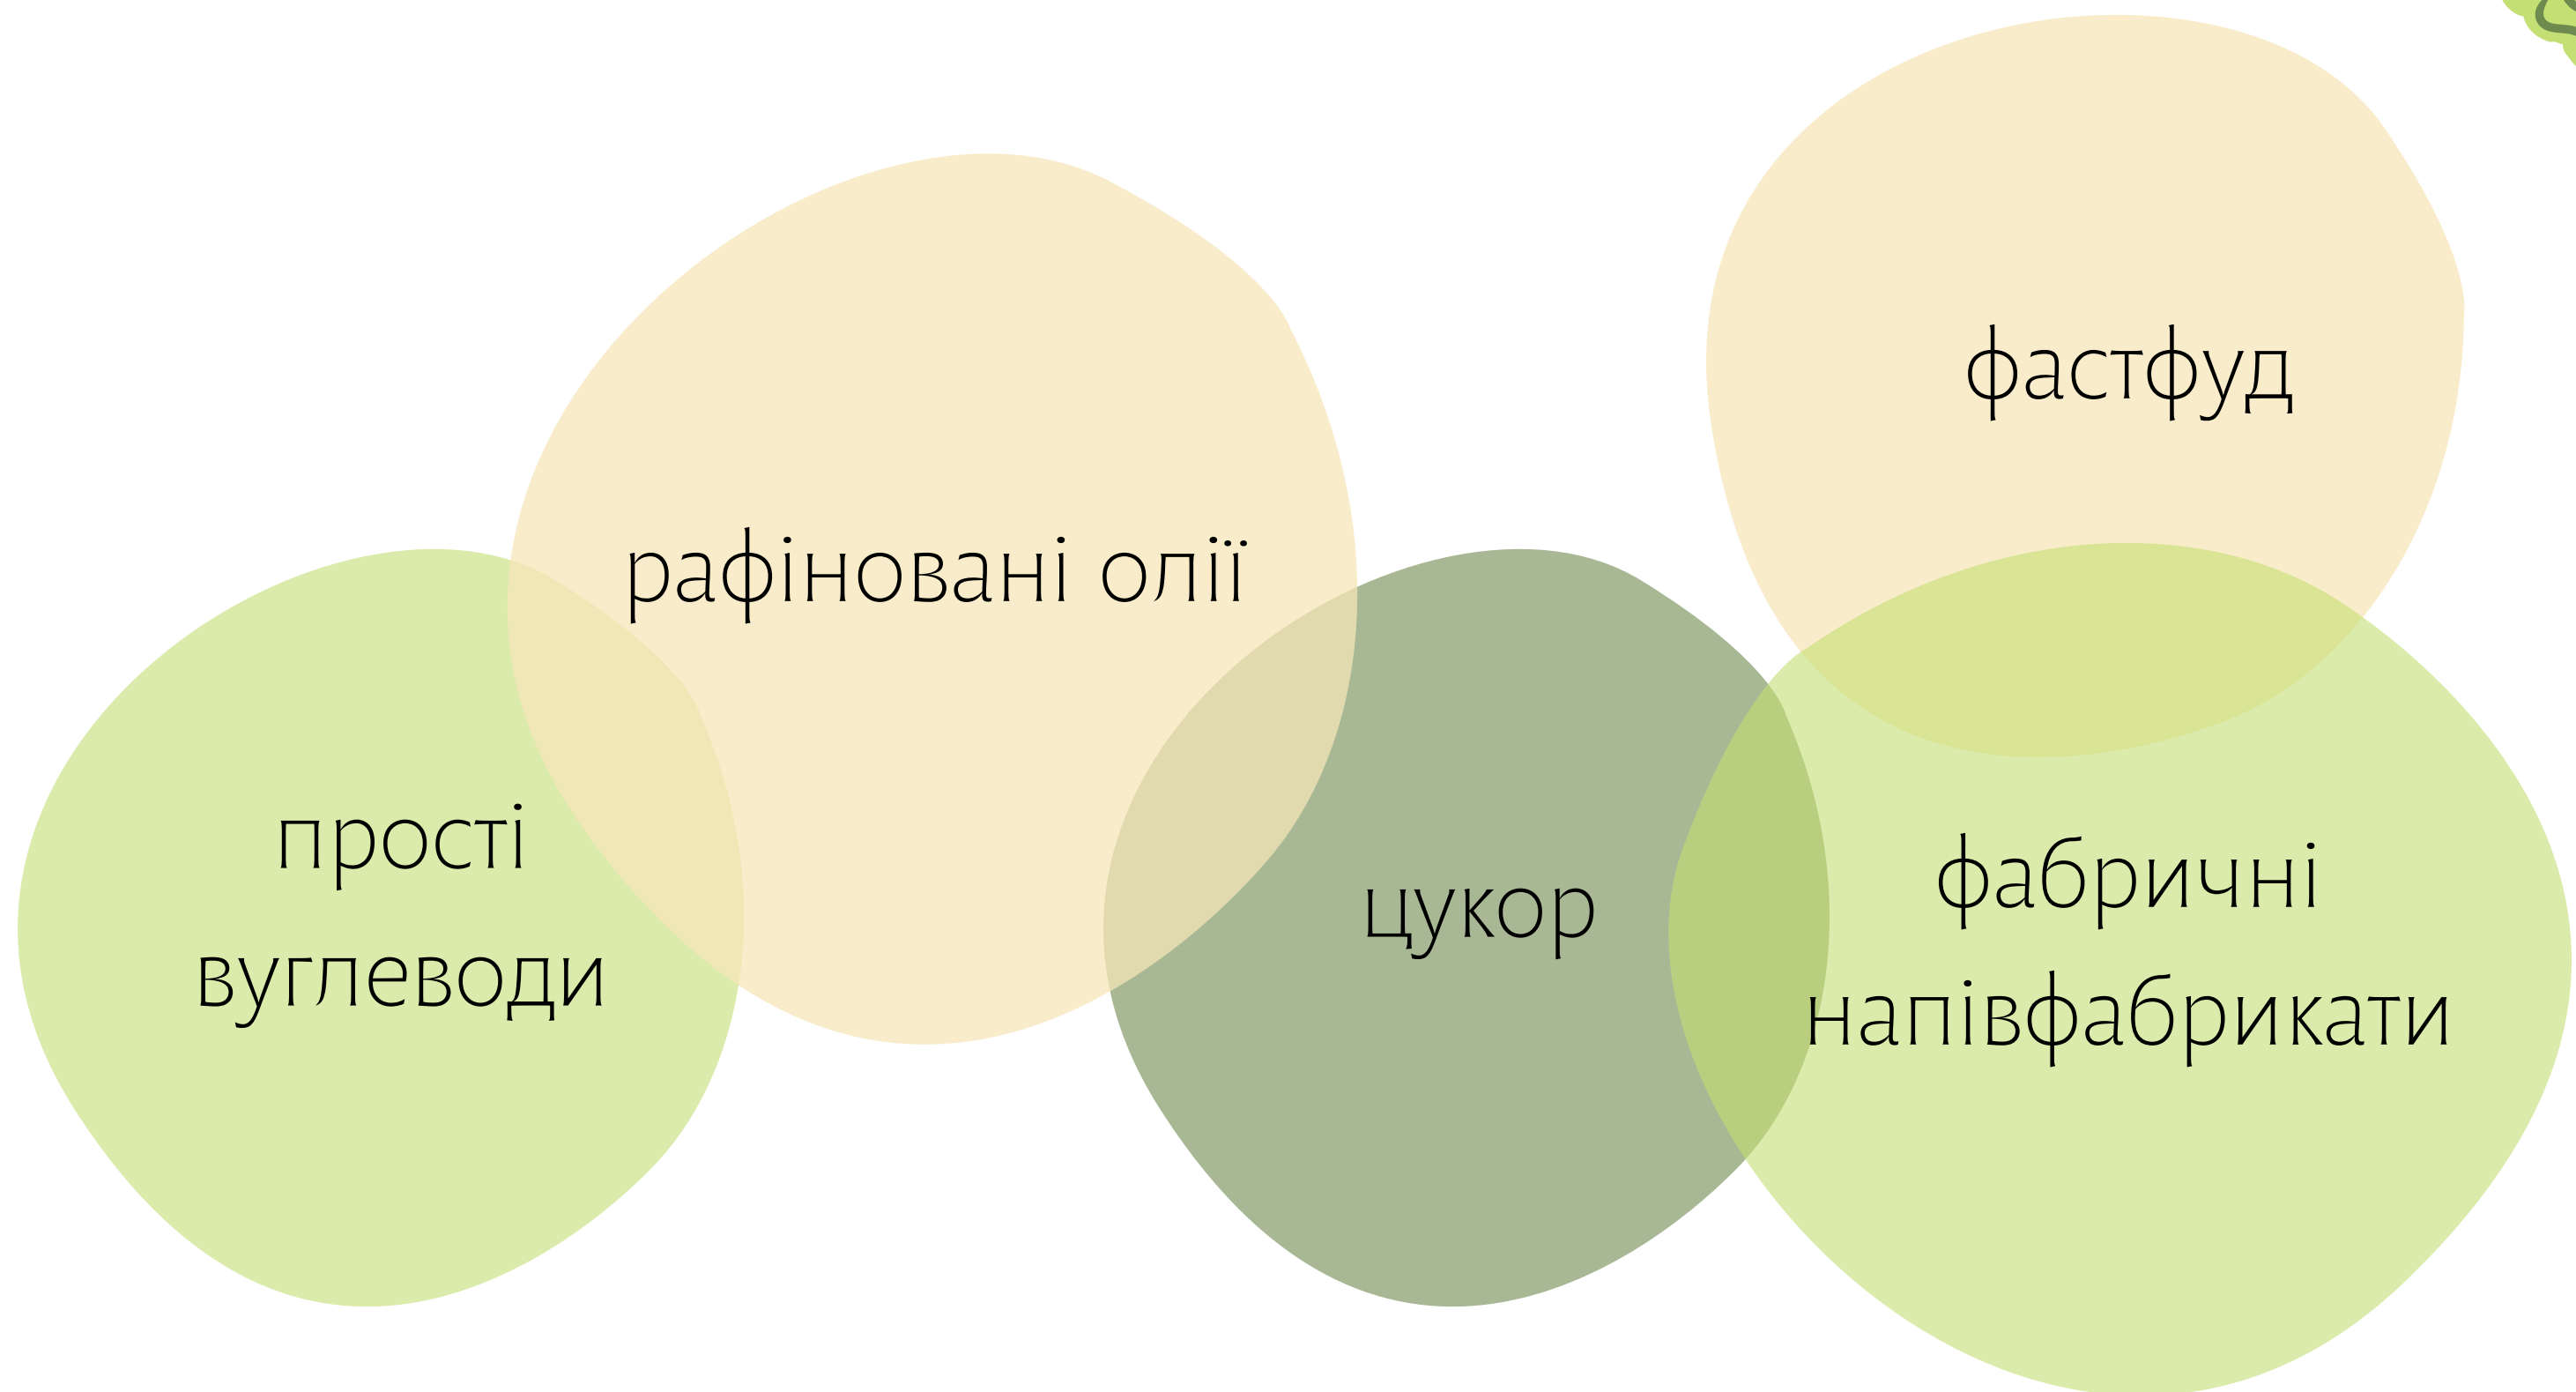 прості
вуглеводи
рафіновані олії
цукор
фастфуд
фабричні
напівфабрикати